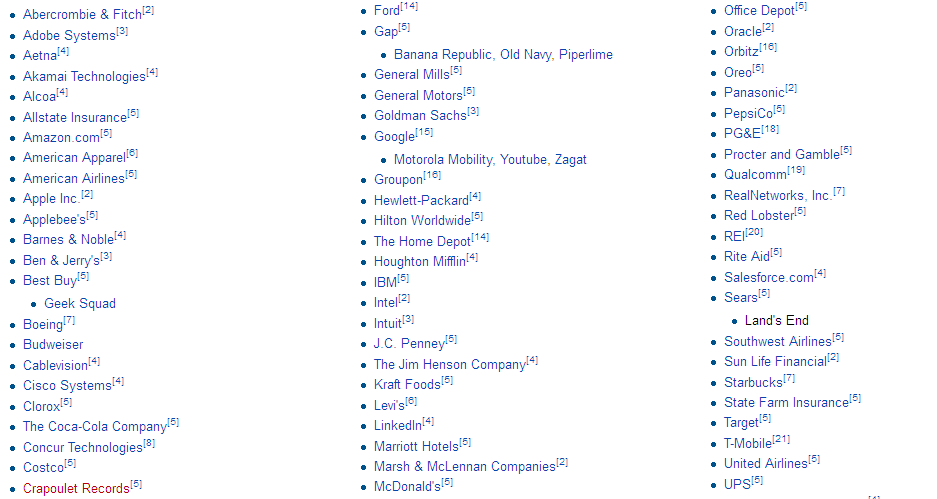 Abercrombie & Fitch[2]
Adobe Systems[3]
Aetna[4]
Akamai Technologies[4]
Alcoa[4]
Allstate Insurance[5]
Amazon.com[5]
American Apparel[6]
American Airlines[5]
Apple Inc.[2]
Applebee's[5]
Barnes & Noble[4]
Ben & Jerry's[3]
Best Buy[5]
Geek Squad
Boeing[7]
Budweiser
Cablevision[4]
Cisco Systems[4]
Clorox[5]
The Coca-Cola Company[5]
Concur Technologies[8]
Costco[5]
Crapoulet Records[5]
Ford[14]
Gap[5]
Banana Republic, Old Navy, Piperlime
General Mills[5]
General Motors[5]
Goldman Sachs[3]
Google[15]
Motorola Mobility, Youtube, Zagat
Groupon[16]
Hewlett-Packard[4]
Hilton Worldwide[5]
The Home Depot[14]
Houghton Mifflin[4]
IBM[5]
Intel[2]
Intuit[3]
J.C. Penney[5]
The Jim Henson Company[4]
Kraft Foods[5]
Levi's[6]
LinkedIn[4]
Marriott Hotels[5]
Marsh & McLennan Companies[2]
McDonald's[5]
Office Depot[5]
Oracle[2]
Orbitz[16]
Oreo[5]
Panasonic[2]
PepsiCo[5]
PG&E[18]
Procter and Gamble[5]
Qualcomm[19]
RealNetworks, Inc.[7]
Red Lobster[5]
REI[20]
Rite Aid[5]
Salesforce.com[4]
Sears[5]
Land's End
Southwest Airlines[5]
Sun Life Financial[2]
Starbucks[7]
State Farm Insurance[5]
Target[5]
T-Mobile[21]
United Airlines[5]
UPS[5]